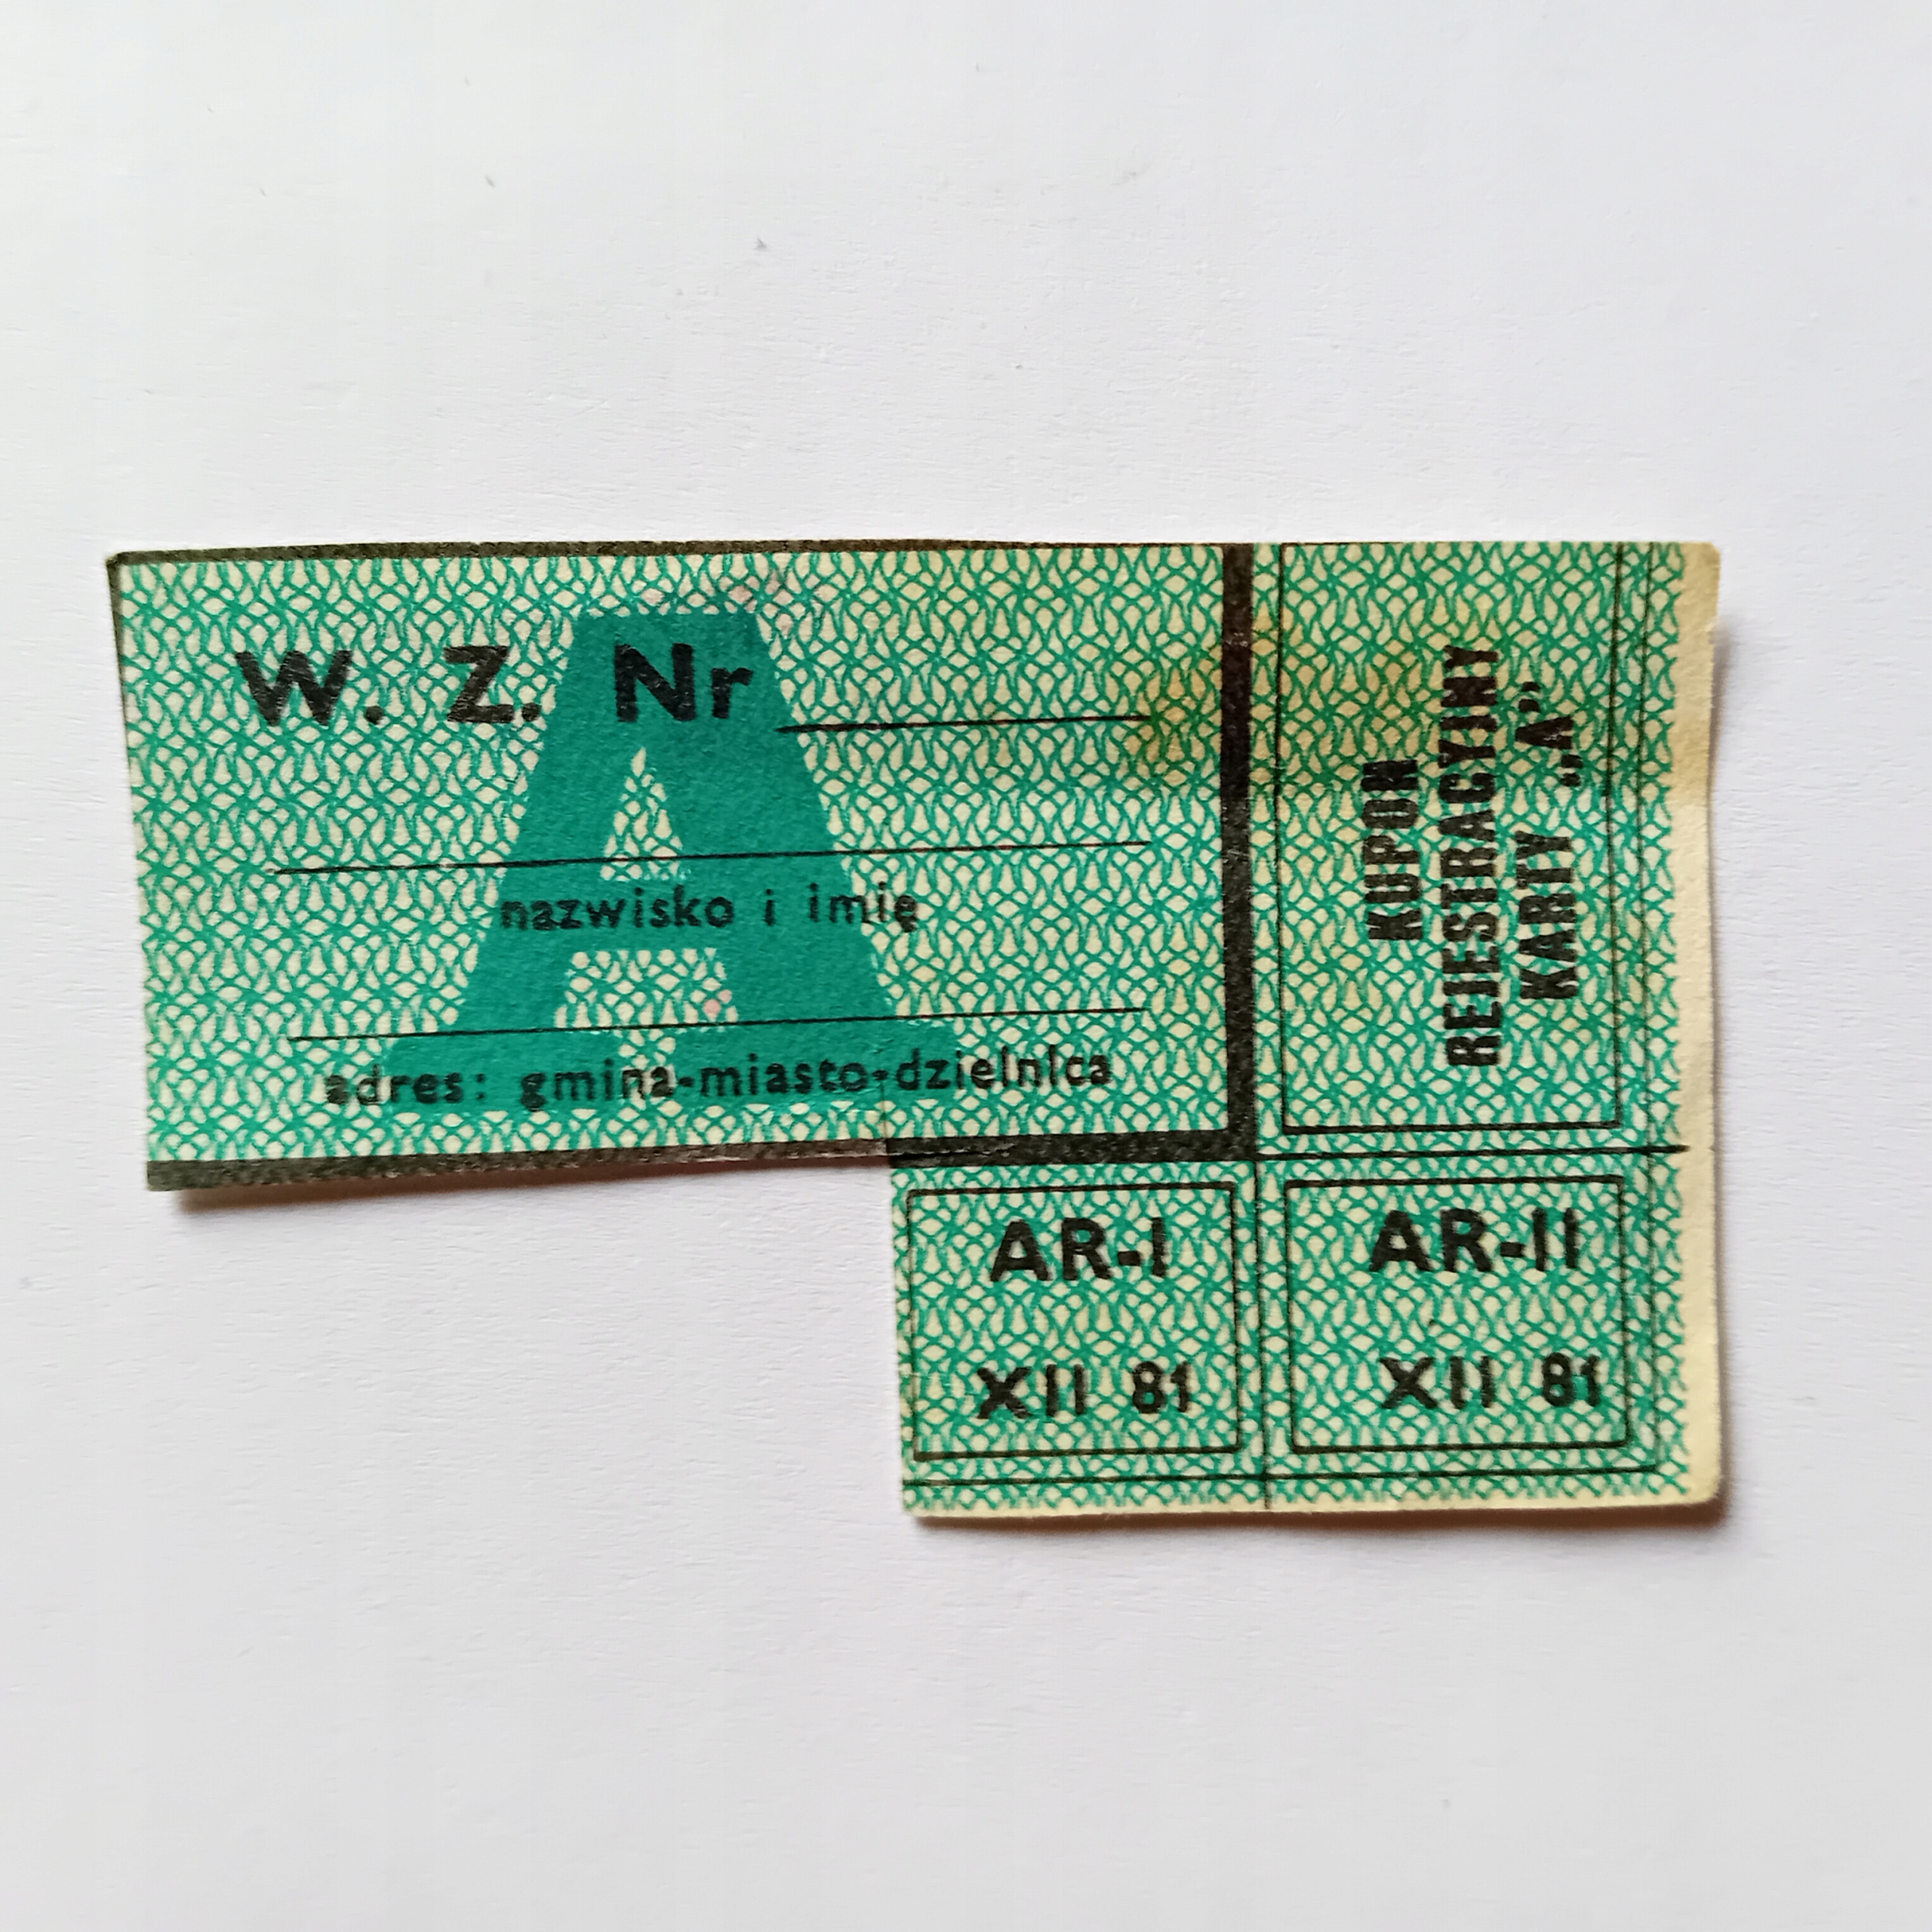 A
W. Z. Nr
nazwisko i imię
adres: gmina-miasto-dzielnica
KUPON
REJESTRACYJNY
KARTY „A”
AR-I
XII 81
AR-II
XII 81